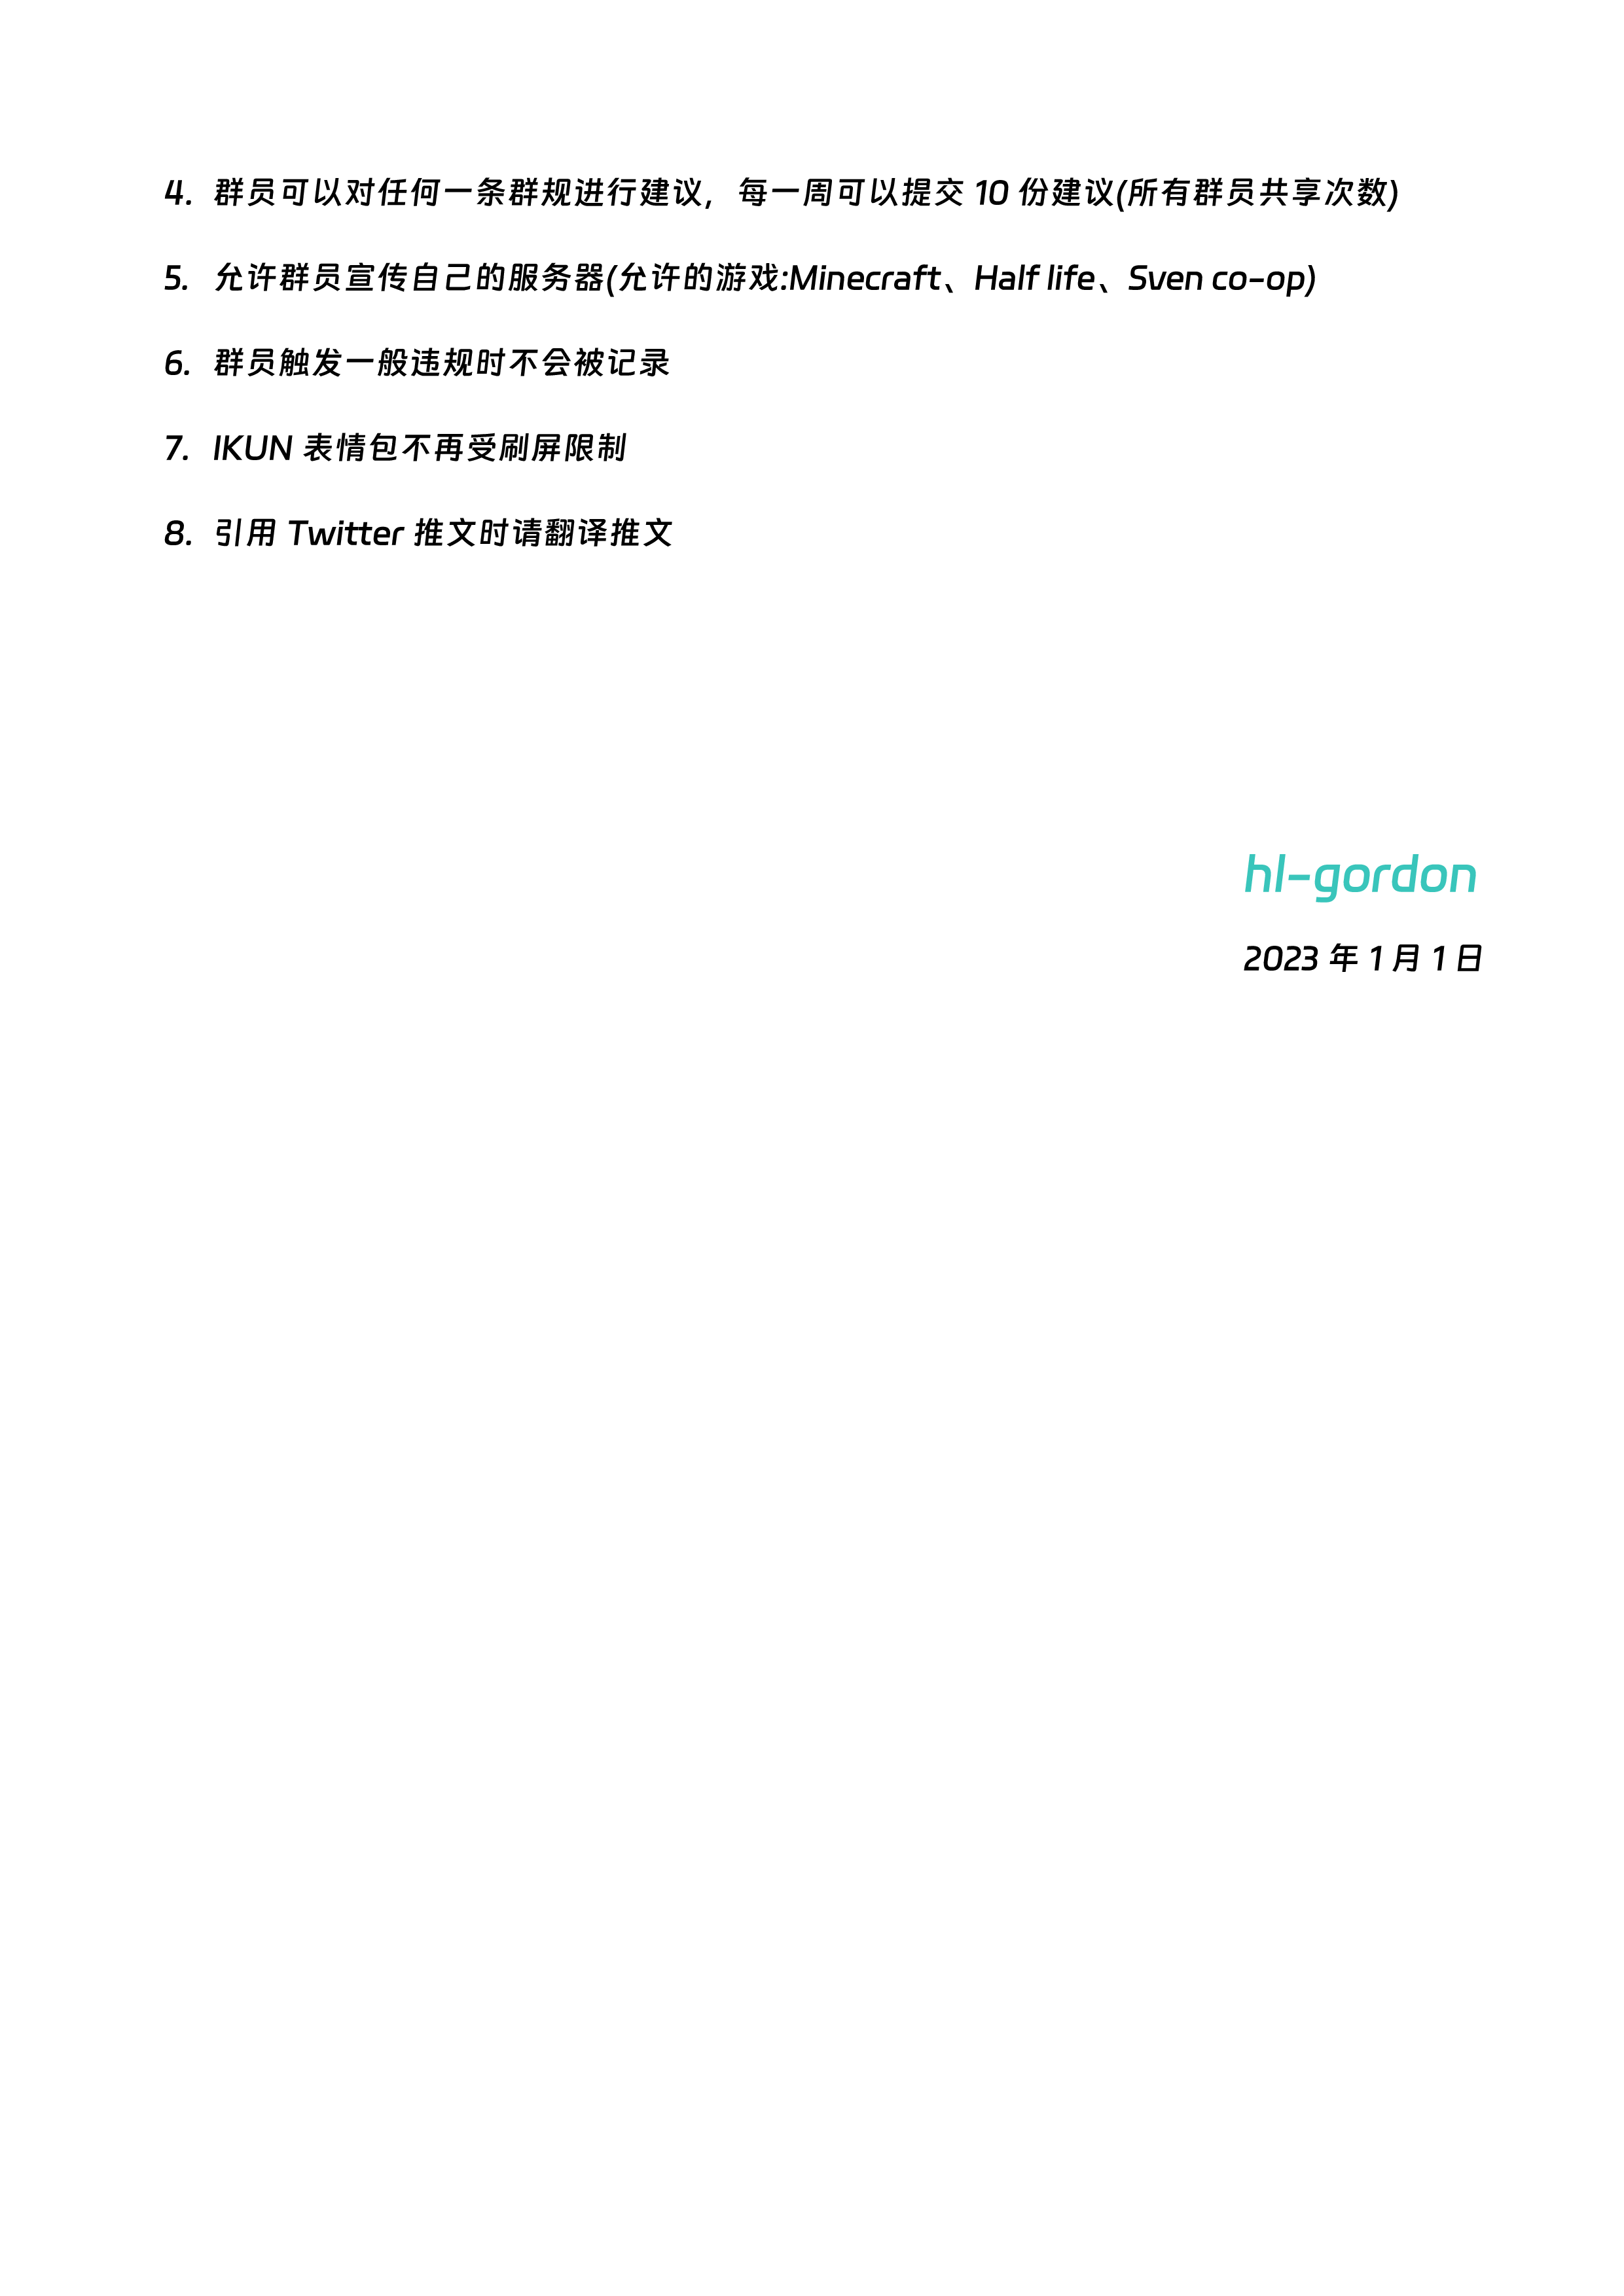 4. 群员可以对任何一条群规进行建议，每一周可以提交 10 份建议(所有群员共享次数)
5. 允许群员宣传自己的服务器(允许的游戏:Minecraft、Half life、Sven co-op)
6. 群员触发一般违规时不会被记录
7. IKUN 表情包不再受刷屏限制
8. 引用 Twitter 推文时请翻译推文
hl-gordon
2023 年 1 月 1 日